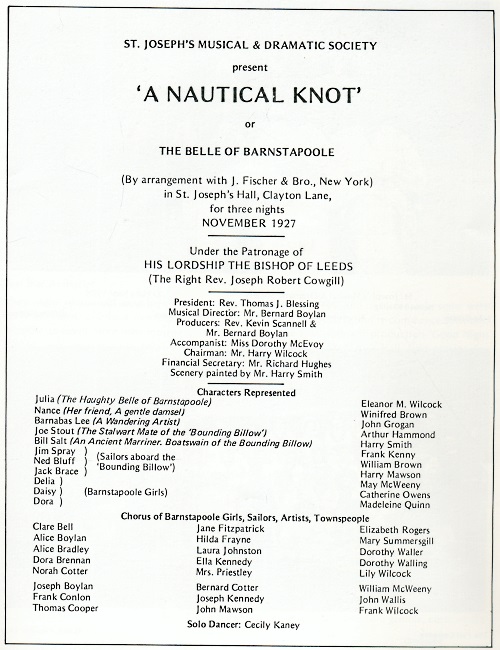 ST. JOSEPH'S MUSICAL & DRAMATIC SOCIETY
present
'A NAUTICAL KNOT'
or
THE BELLE OF BARNSTAPOOLE
(By arrangement with J. Fischer & Bro., New York)
in St. Joseph's Hall, Clayton Lane,
for three nights
NOVEMBER 1927
Under the Patronage of
HIS LORDSHIP THE BISHOP OF LEEDS
(The Right Rev. Joseph Robert Cowgill)
President: Rev. Thomas J. Blessing
Musical Director: Mr. Bernard Boylan
Producers: Rev. Kevin Scannell &
Mr. Bernard Boylan
Accompanist: Miss Dorothy McEvoy
Chairman: Mr. Harry Wilcock
Financial Secretary: Mr. Richard Hughes
Scenery painted by Mr. Harry Smith
Characters Represented
Julia (The Haughty Belle of Barnstapoole) Eleanor M. Wilcock
Nance (Her friend, A gentle damsel) Winifred Brown
Barnabas Lee (A Wandering Artist) John Grogan
Joe Stout (The Stalwart Mate of the 'Bounding Billow') Arthur Hammond
Bill Salt (An Ancient Marriner. Boatswain of the Bounding Billow) Harry Smith
Jim Spray ) Frank Kenny
Ned Bluff ) (Sailors aboard the William Brown
Jack Brace ) 'Bounding Billow') Harry Mawson
Delia ) May McWeeny
Daisy ) (Barnstapoole Girls) Catherine Owens
Dora ) Madeleine Quinn
Chorus of Barnstapoole Girls, Sailors, Artists, Townspeople
Clare Bell Jane Fitzpatrick Elizabeth Rogers
Alice Boylan Hilda Frayne Mary Summersgill
Alice Bradley Laura Johnston Dorothy Waller
Dora Brennan Ella Kennedy Dorothy Walling
Norah Cotter Mrs. Priestley Lily Wilcock
Joseph Boylan Bernard Cotter William McWeeny
Frank Conlon Joseph Kennedy John Wallis
Thomas Cooper John Mawson Frank Wilcock
Solo Dancer: Cecily Kaney